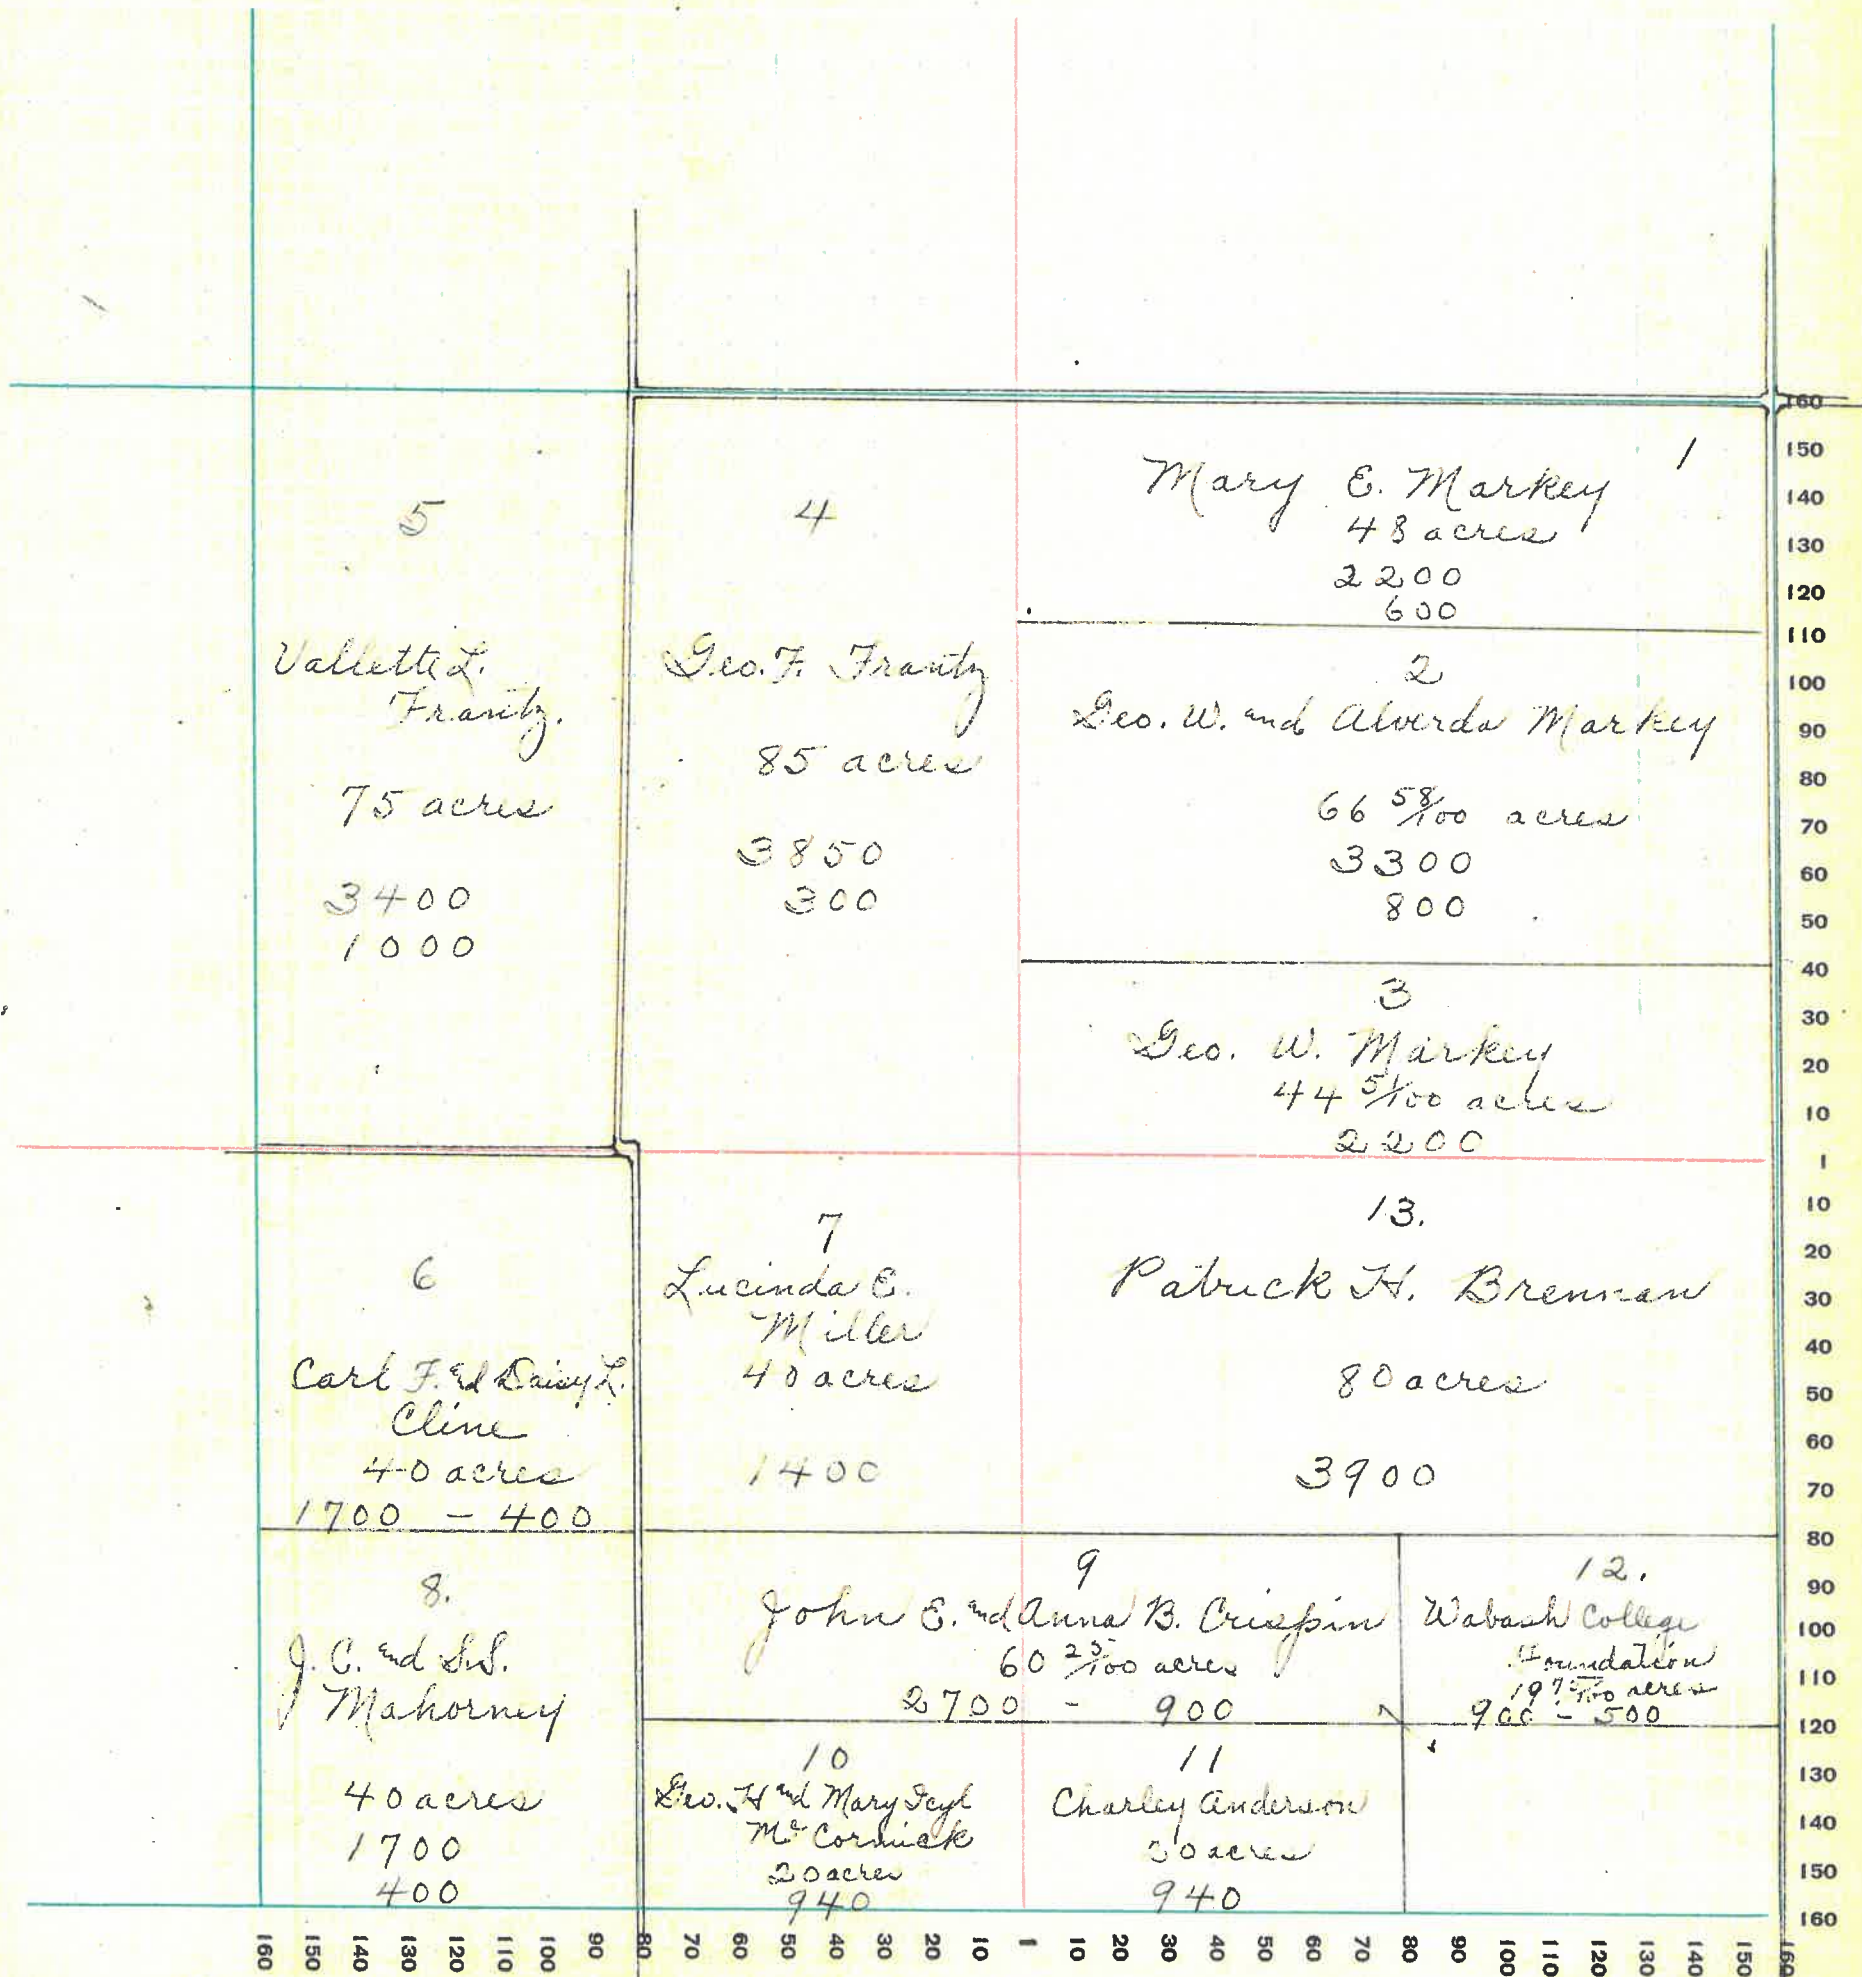 1
Mary E. Markey
48 acres
2200
600
2
Geo. W. and Alverda Markey
66 58/100 acres
3300
800
3
Geo. W. Markey
44 5/100 acres
2200
4
Geo. F. Frantz
85 acres
3850
300
5
Vallette L.
Frantz.
75 acres
3400
1000
6
Carl F. and Daisy L.
Cline
40 acres
1700 - 400
7
Lucinda E.
Miller
40 acres
1400
13.
Patrick H. Brennan
80 acres
3900
8.
J. C. and S.S.
Mahorney
40 acres
1700
400
9
John E. and Anna B. Crispin
60 25/100 acres
2700 - 900
12.
Wabash College
Foundation
acres
900 - 500
10
Geo. H and Mary
McCormick
20 acres
940
11
Charley Anderson
20 acres
940
160
150
140
130
120
110
100
90
80
70
60
50
40
30
20
10
1
10
20
30
40
50
60
70
80
90
100
110
120
130
140
150
160
160 150 140 130 120 110 100 90 80 70 60 50 40 30 20 10 1 10 20 30 40 50 60 70 80 90 100 110 120 130 140 150 160